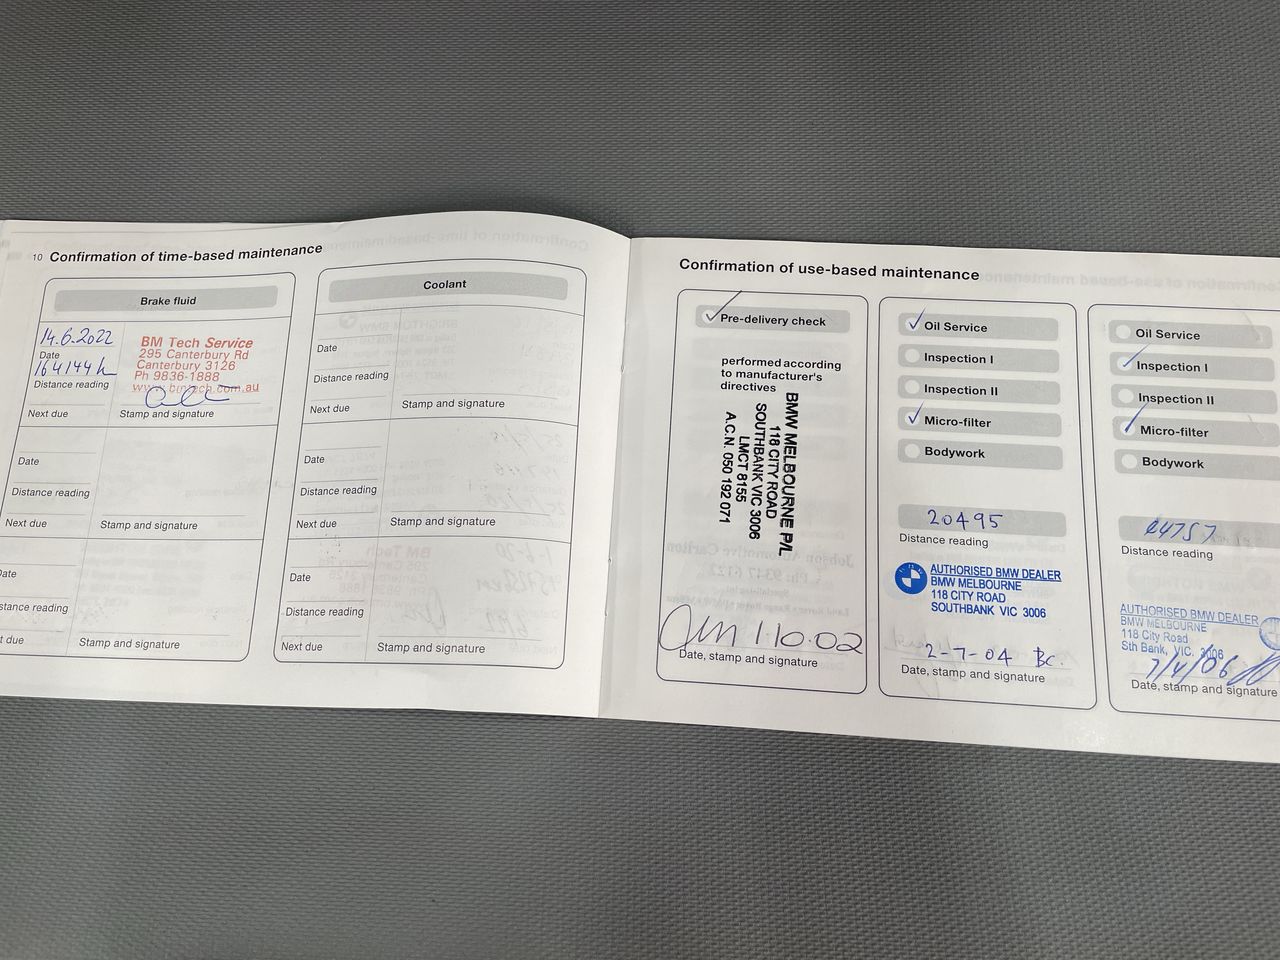 10 Confirmation of time-based maintenance
Brake fluid
14.6.2022
Date
164144h
Distance reading
Next due
BM Tech Service
295 Canterbury Rd
Canterbury 3126
Ph 9836-1888
www.bmtech.com.au
Stamp and signature
Date
Distance reading
Next due
Stamp and signature
Date
stance reading
t due
Stamp and signature
Coolant
Date
Distance reading
Next due
Stamp and signature
Date
Distance reading
Next due
Stamp and signature
Date
Distance reading
Next due
Stamp and signature
Confirmation of use-based maintenance
Pre-delivery check
performed according
to manufacturer's
directives
BMW MELBOURNE P/L
118 CITY ROAD
SOUTHBANK VIC 3006
LMCT 8155
A.C.N. 050 192 071
1.10.02
Date, stamp and signature
Oil Service
Inspection I
Inspection II
Micro-filter
Bodywork
20495
Distance reading
AUTHORISED BMW DEALER
BMW MELBOURNE
118 CITY ROAD
SOUTHBANK VIC 3006
2-7-04 BC.
Date, stamp and signature
Oil Service
Inspection I
Inspection II
Micro-filter
Bodywork
44757
Distance reading
AUTHORISED BMW DEALER
BMW MELBOURNE
118 City Road
Sth Bank, VIC. 3006
7/4/06
Date, stamp and signature